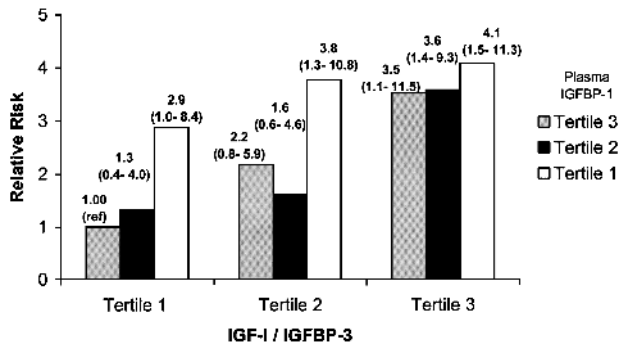 5
4
3
2
1
0
Relative Risk
1.00
(ref)
1.3
(0.4- 4.0)
2.9
(1.0- 8.4)
2.2
(0.8- 5.9)
1.6
(0.6- 4.6)
3.8
(1.3- 10.8)
3.5
(1.1- 11.5)
3.6
(1.4- 9.3)
4.1
(1.5- 11.3)
Plasma
IGFBP-1
Tertile 3
Tertile 2
Tertile 1
Tertile 1
Tertile 2
Tertile 3
IGF-I / IGFBP-3